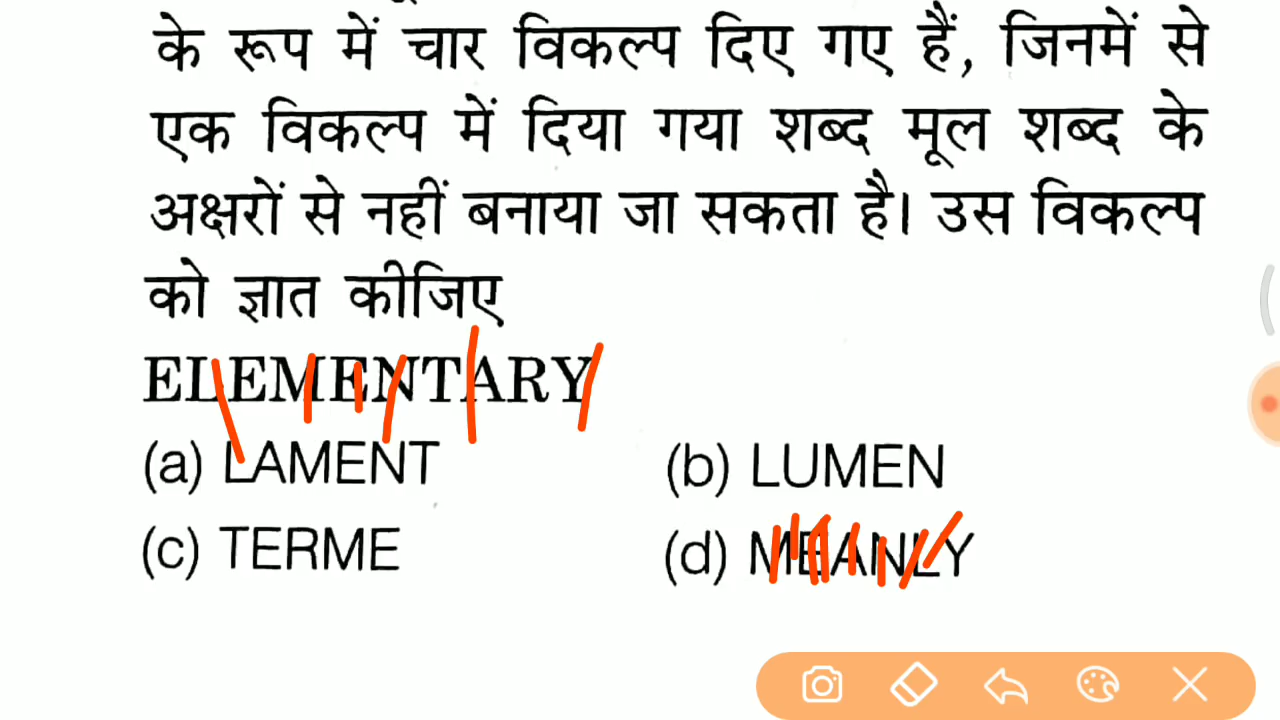 के रूप में चार विकल्प दिए गए हैं, जिनमें से
एक विकल्प में दिया गया शब्द मूल शब्द के
अक्षरों से नहीं बनाया जा सकता है। उस विकल्प
को ज्ञात कीजिए
ELEMENTARY
(a) LAMENT (b) LUMEN
(c) TERME (d) MEANLY